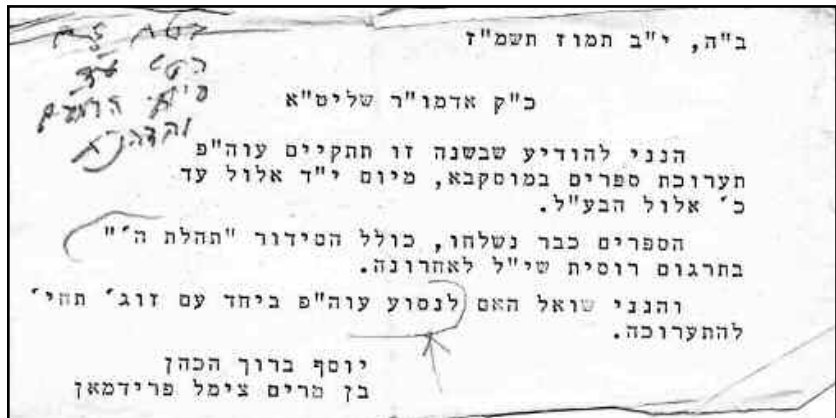 ב"ה, י"ב תמוז תשמ"ז
כ"ק אדמו"ר שליט"א
הנני להודיע שבשנה זו תתקיים עוה"פ
תערוכת ספרים במוסקבא, מיום י"ד אלול עד
כ' אלול הבע"ל.
הספרים כבר נשלחו, כולל הסידור "תהלת ה'"
בתרגום רוסית שי"ל לאחרונה.
והנני שואל האם לנסוע עוה"פ ביחד עם זוג' תחי'
להתערוכה.
יוסף ברוך הכהן
בן מרים צימל פרידמאן